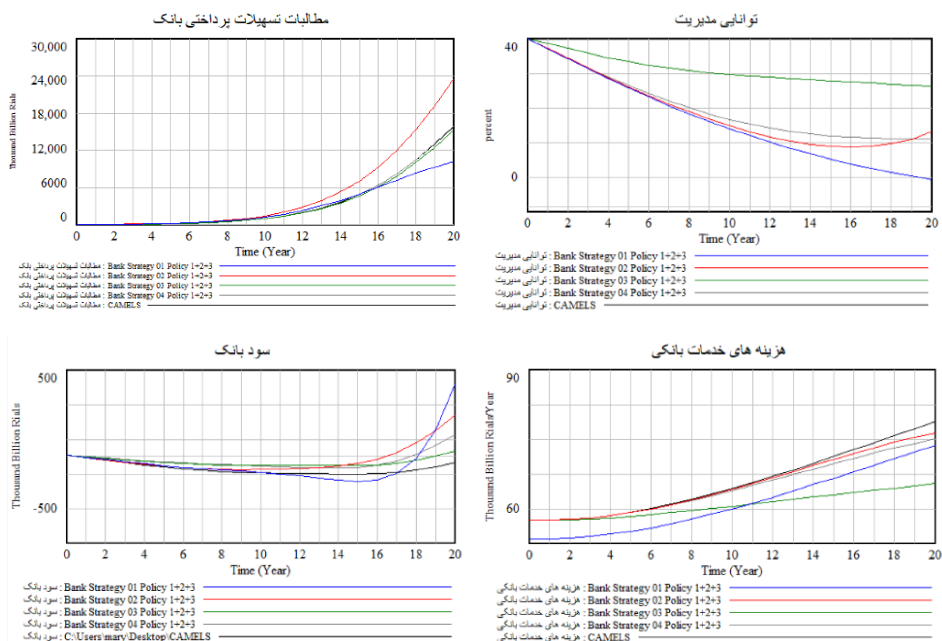 مطالبات تسهیلات پرداختی بانک
30,000
24,000
18,000
12,000
6000
0
Thousand Billion Rials
0 2 4 6 8 10 12 14 16 18 20
Time (Year)
مطالبات تسهیلات پرداختی بانک : Bank Strategy 01 Policy 1+2+3
مطالبات تسهیلات پرداختی بانک : Bank Strategy 02 Policy 1+2+3
مطالبات تسهیلات پرداختی بانک : Bank Strategy 03 Policy 1+2+3
مطالبات تسهیلات پرداختی بانک : Bank Strategy 04 Policy 1+2+3
مطالبات تسهیلات پرداختی بانک : CAMELS
توانایی مدیریت
40
0
percent
0 2 4 6 8 10 12 14 16 18 20
Time (Year)
توانایی مدیریت : Bank Strategy 01 Policy 1+2+3
توانایی مدیریت : Bank Strategy 02 Policy 1+2+3
توانایی مدیریت : Bank Strategy 03 Policy 1+2+3
توانایی مدیریت : Bank Strategy 04 Policy 1+2+3
توانایی مدیریت : CAMELS
سود بانک
500
-500
Thousand Billion Rials
0 2 4 6 8 10 12 14 16 18 20
Time (Year)
سود بانک : Bank Strategy 01 Policy 1+2+3
سود بانک : Bank Strategy 02 Policy 1+2+3
سود بانک : Bank Strategy 03 Policy 1+2+3
سود بانک : Bank Strategy 04 Policy 1+2+3
سود بانک : C:\Users\mary\Desktop\CAMELS
هزینه های خدمات بانکی
90
60
Thousand Billion Rials/Year
0 2 4 6 8 10 12 14 16 18 20
Time (Year)
هزینه های خدمات بانکی : Bank Strategy 01 Policy 1+2+3
هزینه های خدمات بانکی : Bank Strategy 02 Policy 1+2+3
هزینه های خدمات بانکی : Bank Strategy 03 Policy 1+2+3
هزینه های خدمات بانکی : Bank Strategy 04 Policy 1+2+3
هزینه های خدمات بانکی : CAMELS